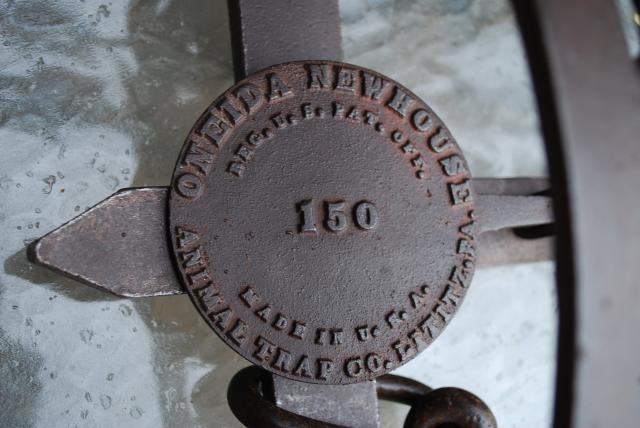 ONEIDA NEWHOUSE
REG. U.S. PAT. OFF.
150
MADE IN U.S.A.
ANIMAL TRAP CO. LITITZ. PA.